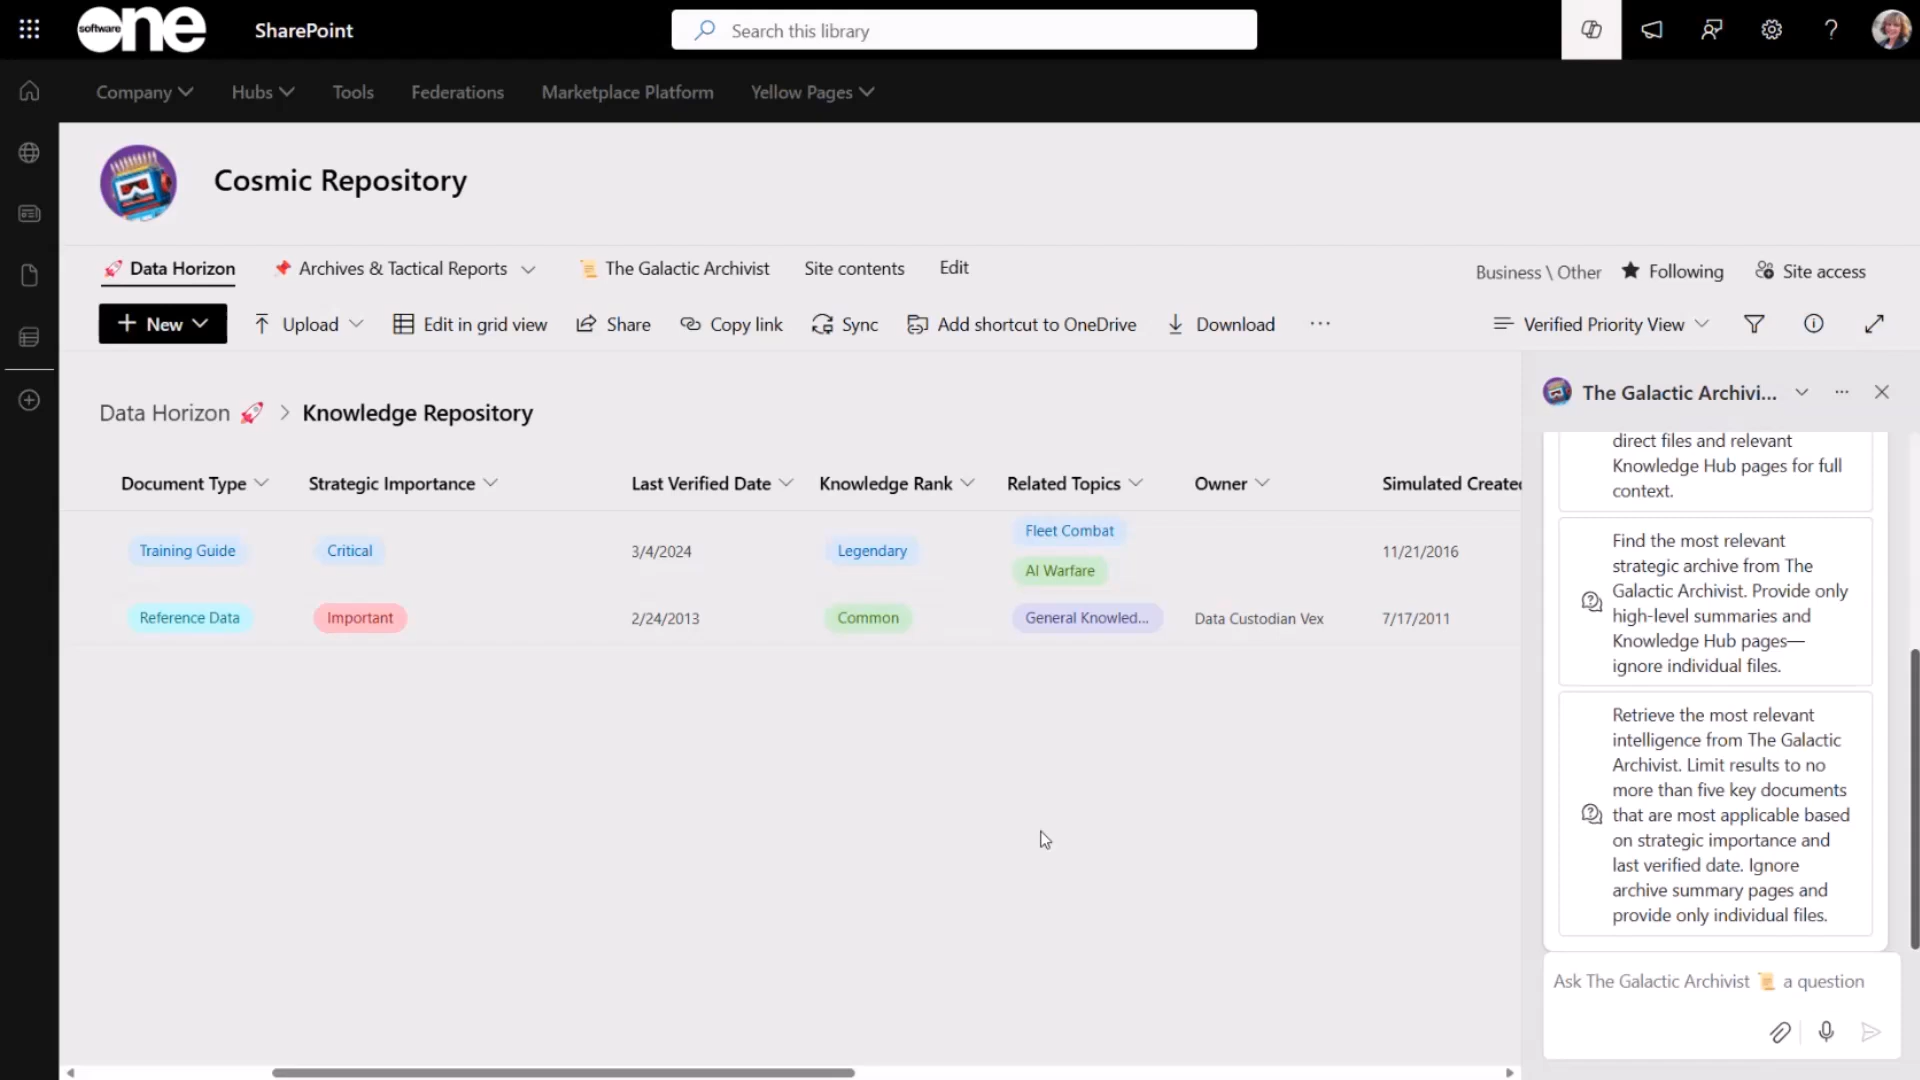 software one
SharePoint
Search this library
Company
Hubs
Tools
Federations
Marketplace Platform
Yellow Pages
Cosmic Repository
Data Horizon
Archives & Tactical Reports
The Galactic Archivist
Site contents
Edit
Business \ Other
Following
Site access
New
Upload
Edit in grid view
Share
Copy link
Sync
Add shortcut to OneDrive
Download
Verified Priority View
Data Horizon > Knowledge Repository
Document Type
Strategic Importance
Last Verified Date
Knowledge Rank
Related Topics
Owner
Simulated Create
Training Guide
Critical
3/4/2024
Legendary
Fleet Combat
AI Warfare
11/21/2016
Reference Data
Important
2/24/2013
Common
General Knowled...
Data Custodian Vex
7/17/2011
The Galactic Archivi...
direct files and relevant
Knowledge Hub pages for full
context.
Find the most relevant
strategic archive from The
Galactic Archivist. Provide only
high-level summaries and
Knowledge Hub pages—
ignore individual files.
Retrieve the most relevant
intelligence from The Galactic
Archivist. Limit results to no
more than five key documents
that are most applicable based
on strategic importance and
last verified date. Ignore
archive summary pages and
provide only individual files.
Ask The Galactic Archivist 📜 a question